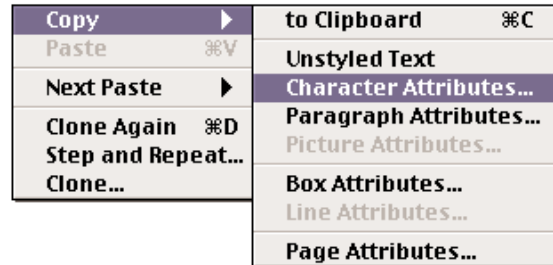 Copy
Paste ⌘V
Next Paste
Clone Again ⌘D
Step and Repeat...
Clone...
to Clipboard ⌘C
Unstyled Text
Character Attributes...
Paragraph Attributes...
Picture Attributes...
Box Attributes...
Line Attributes...
Page Attributes...